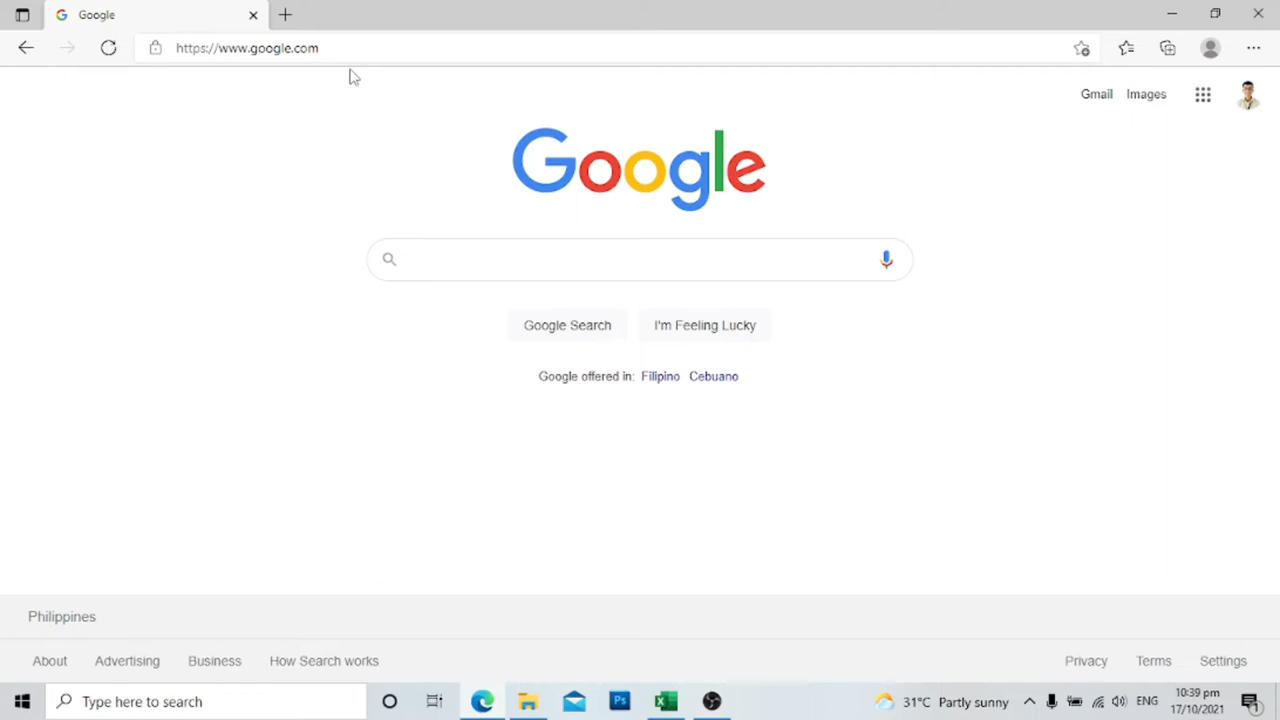 Google
https://www.google.com
Gmail Images
Google
Google Search I'm Feeling Lucky
Google offered in: Filipino Cebuano
Philippines
About Advertising Business How Search works Privacy Terms Settings
Type here to search Ps 31°C Partly sunny ENG 10:39 pm
17/10/2021 1